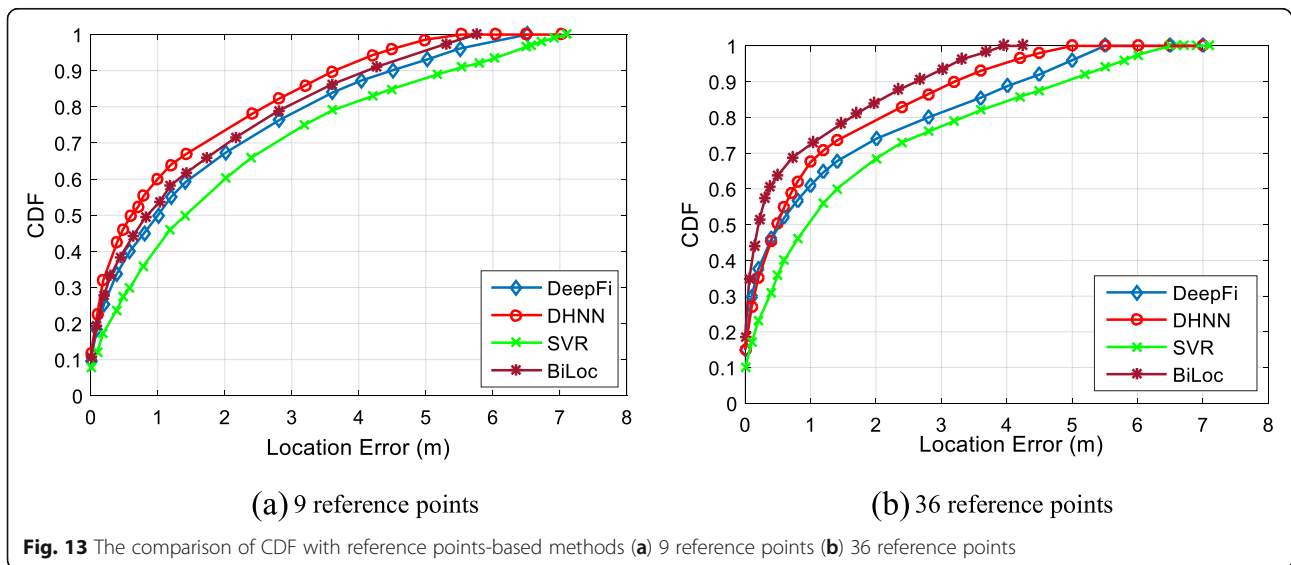 1
0.9
0.8
0.7
0.6
0.5
0.4
0.3
0.2
0.1
0
CDF
0 1 2 3 4 5 6 7 8
Location Error (m)
DeepFi
DHNN
SVR
BiLoc
(a) 9 reference points
1
0.9
0.8
0.7
0.6
0.5
0.4
0.3
0.2
0.1
0
CDF
0 1 2 3 4 5 6 7 8
Location Error (m)
DeepFi
DHNN
SVR
BiLoc
(b) 36 reference points
Fig. 13 The comparison of CDF with reference points-based methods (a) 9 reference points (b) 36 reference points